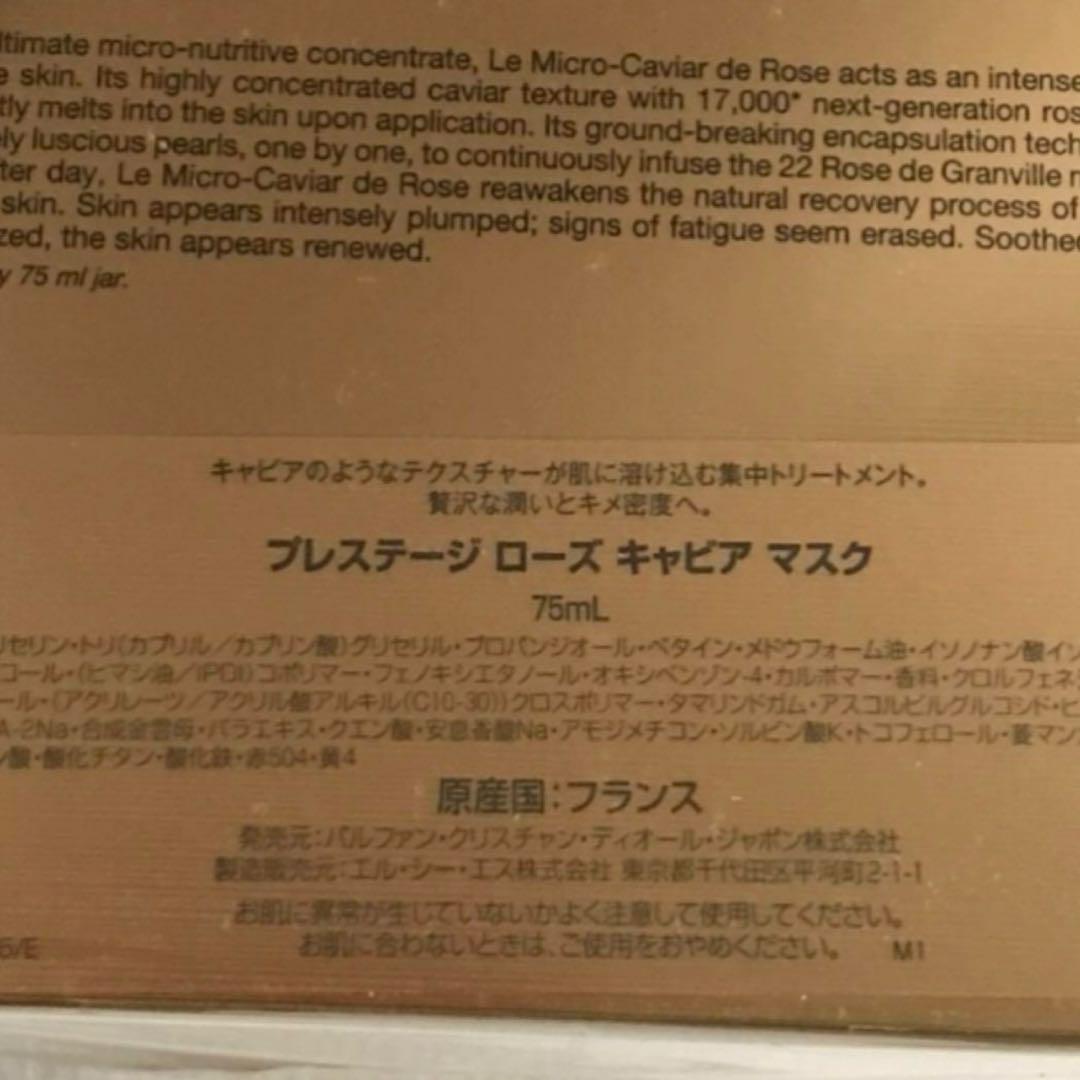 ltimate micro-nutritive concentrate, Le Micro-Caviar de Rose acts as an intense
e skin. Its highly concentrated caviar texture with 17,000* next-generation ros
tly melts into the skin upon application. Its ground-breaking encapsulation tech
ly luscious pearls, one by one, to continuously infuse the 22 Rose de Granville
ter day, Le Micro-Caviar de Rose reawakens the natural recovery process of
skin. Skin appears intensely plumped; signs of fatigue seem erased. Soothe
zed, the skin appears renewed.
y 75 ml jar.
キャビアのようなテクスチャーが肌に溶け込む集中トリートメント。
贅沢な潤いとキメ密度へ。
プレステージ ローズ キャビア マスク
75mL
リセリン・トリ(カプリル/カプリン酸)グリセリル・プロパンジオール・ベタイン・メドウフォーム油・イソノナン酸イソ
コール・(ヒマシ油/IPDI)コポリマー・フェノキシエタノール・オキシベンゾン-4・カルボマー・香料・クロルフェネ
ール・(アクリレーツ/アクリル酸アルキル(C10-30))クロスポリマー・タマリンドガム・アスコルビルグルコシド・ヒ
A-2Na・合成金雲母・バラエキス・クエン酸・安息香酸Na・アモジメチコン・ソルビン酸K・トコフェロール・
酸・酸化チタン・酸化鉄・赤504・黄4
原産国:フランス
発売元:パルファン・クリスチャン・ディオール・ジャポン株式会社
製造販売元:エル・シー・エス株式会社 東京都千代田区平河町2-1-1
お肌に異常が生じていないかよく注意して使用してください。
お肌に合わないときは、ご使用をおやめください。 M1
/E